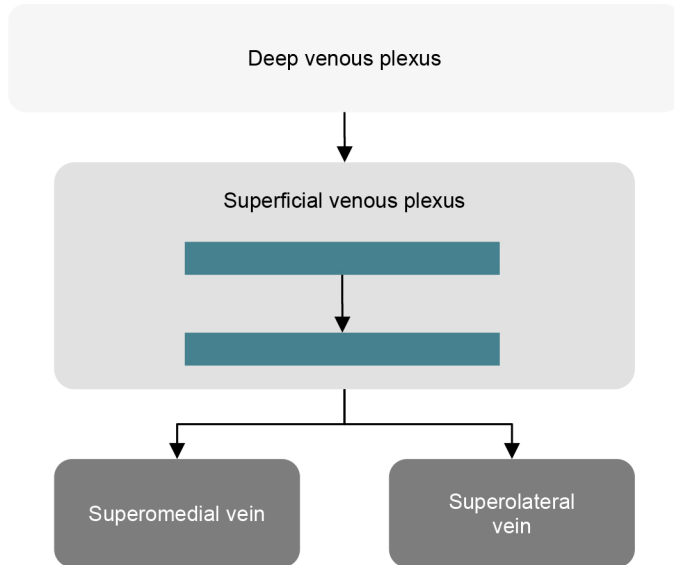 Deep venous plexus
Superficial venous plexus
Superomedial vein
Superolateral
vein